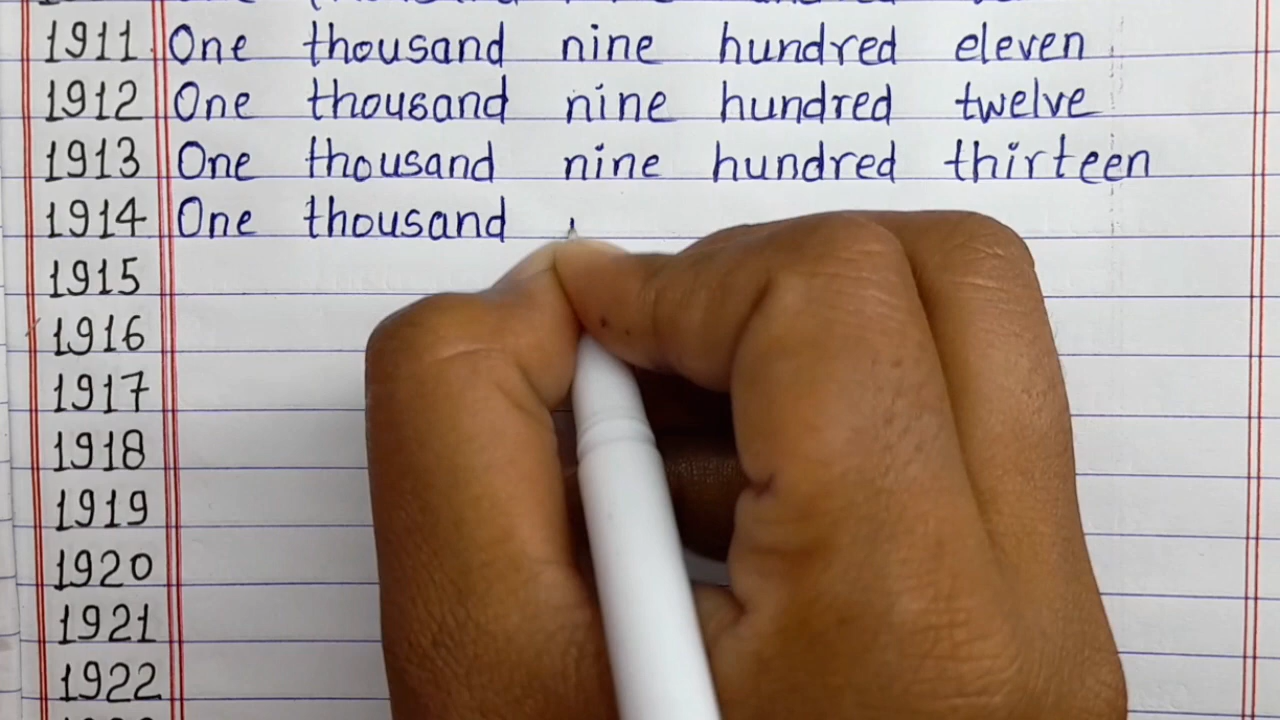 1911 One thousand nine hundred eleven
1912 One thousand nine hundred twelve
1913 One thousand nine hundred thirteen
1914 One thousand
1915
1916
1917
1918
1919
1920
1921
1922